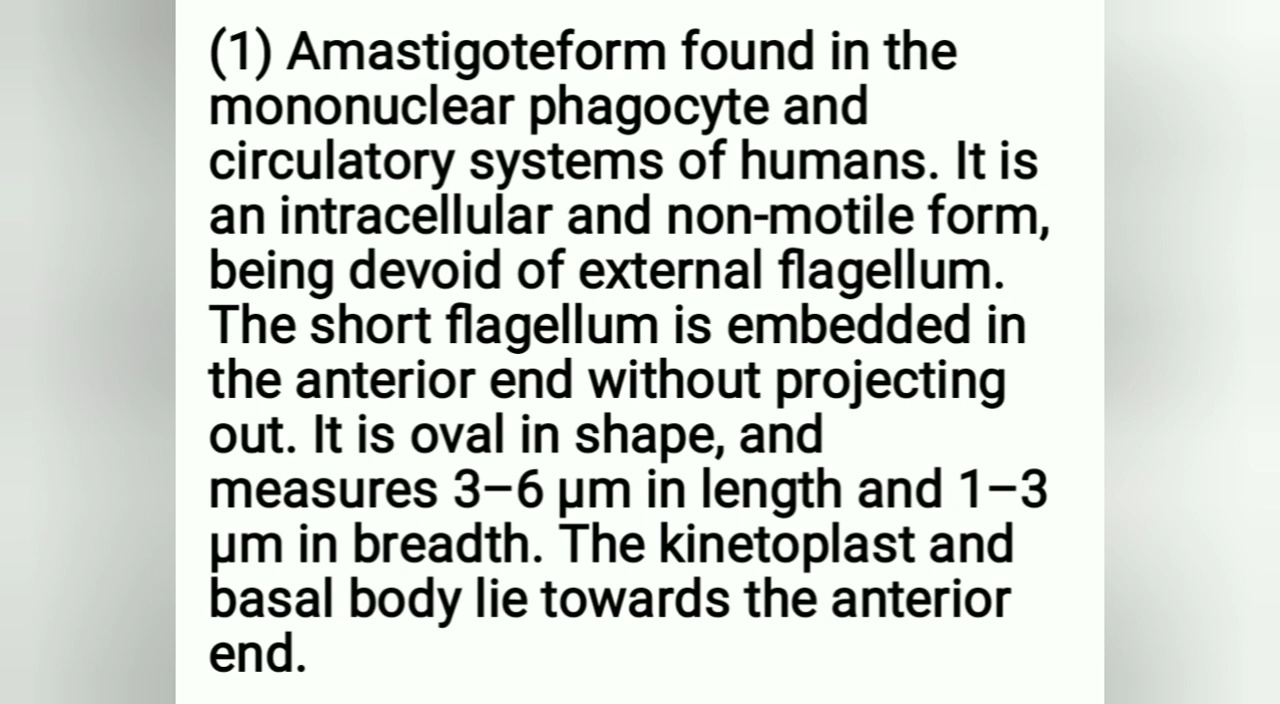 (1) Amastigoteform found in the
mononuclear phagocyte and
circulatory systems of humans. It is
an intracellular and non-motile form,
being devoid of external flagellum.
The short flagellum is embedded in
the anterior end without projecting
out. It is oval in shape, and
measures 3–6 μm in length and 1–3
μm in breadth. The kinetoplast and
basal body lie towards the anterior
end.